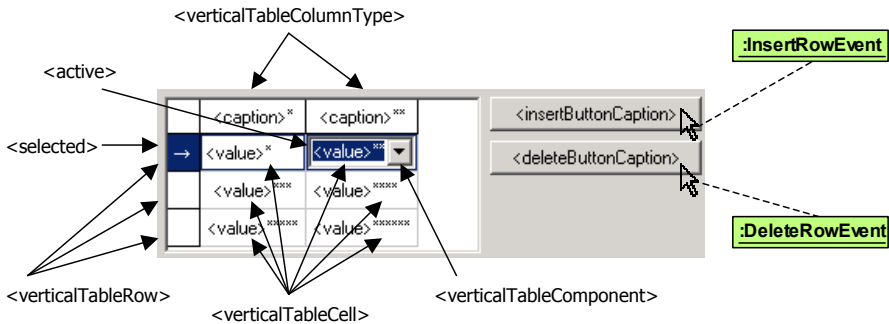 <verticalTableColumnType>
:InsertRowEvent
<active>
<caption>* <caption>** <insertButtonCaption>
<selected> → <value>* <value>** <deleteButtonCaption>
<value>*** <value>****
<value>***** <value>******
:DeleteRowEvent
<verticalTableRow> <verticalTableCell> <verticalTableComponent>